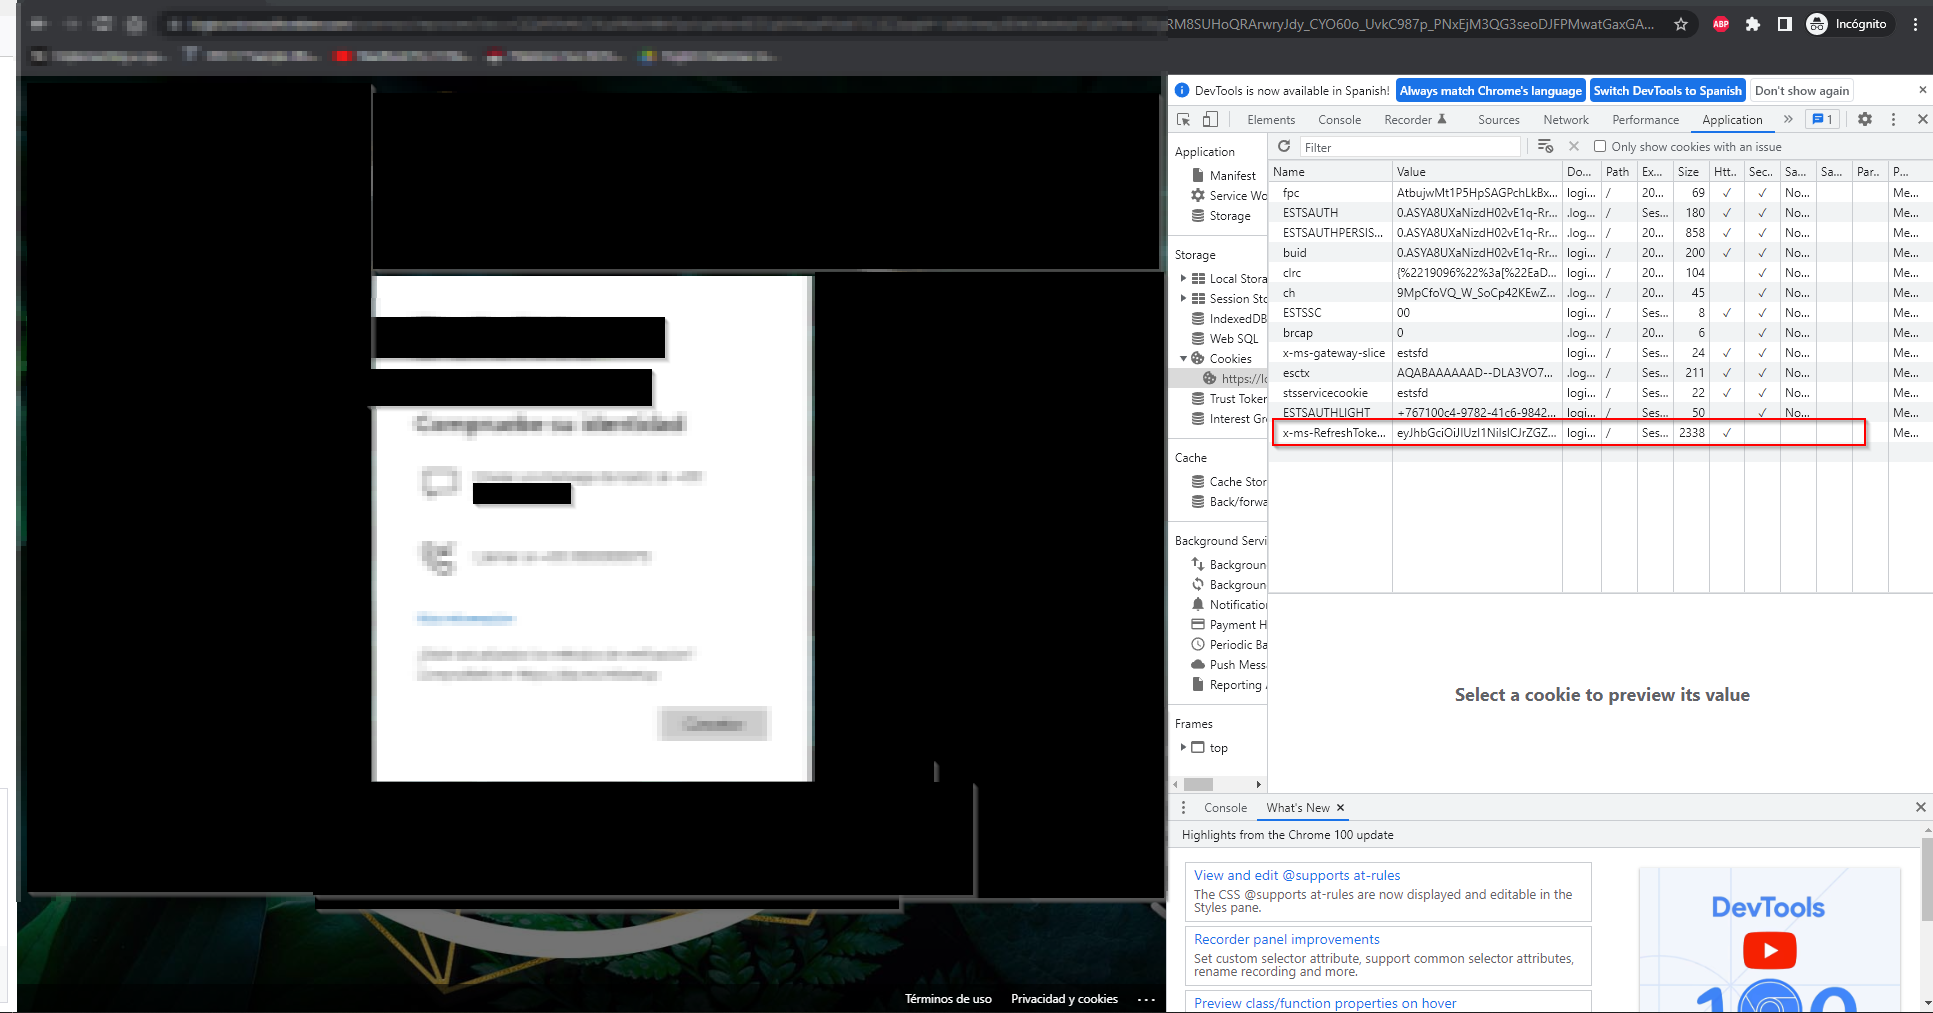 RM8SUHoQRArwryJdy_CYO60o_UvkC987p_PNxEjM3QG3seoDJFPMwatGaxGA...
ABP
Incógnito
DevTools is now available in Spanish!
Always match Chrome's language
Switch DevTools to Spanish
Don't show again
Elements
Console
Recorder
Sources
Network
Performance
Application
1
Application
Manifest
Service Wo
Storage
Storage
Local Stora
Session Sto
IndexedDB
Web SQL
Cookies
https://lo
Trust Token
Interest Gr
Cache
Cache Stor
Back/forwa
Background Servi
Backgroun
Backgroun
Notificatio
Payment H
Periodic Ba
Push Mess
Reporting
Frames
top
Filter
Only show cookies with an issue
Name Value Do... Path Ex... Size Htt.. Sec.. Sa... Sa... Par.. P...
fpc AtbujwMt1P5HpSAGPchLkBx... logi... / 20... 69 ✓ ✓ No... Me...
ESTSAUTH 0.ASYA8UXaNizdH02vE1q-Rr... .log... / Ses... 180 ✓ ✓ No... Me...
ESTSAUTHPERSIS... 0.ASYA8UXaNizdH02vE1q-Rr... .log... / 20... 858 ✓ ✓ No... Me...
buid 0.ASYA8UXaNizdH02vE1q-Rr... logi... / 20... 200 ✓ ✓ No... Me...
clrc {%2219096%22%3a[%22EaD... logi... / 20... 104 ✓ No... Me...
ch 9MpCfoVQ_W_SoCp42KEwZ... .log... / 20... 45 ✓ No... Me...
ESTSSC 00 logi... / Ses... 8 ✓ ✓ No... Me...
brcap 0 .log... / 20... 6 ✓ No... Me...
x-ms-gateway-slice estsfd logi... / Ses... 24 ✓ ✓ No... Me...
esctx AQABAAAAAAD--DLA3VO7... .log... / Ses... 211 ✓ ✓ No... Me...
stsservicecookie estsfd logi... / Ses... 22 ✓ ✓ No... Me...
ESTSAUTHLIGHT +767100c4-9782-41c6-9842... logi... / Ses... 50 ✓ No... Me...
x-ms-RefreshToke... eyJhbGciOiJIUzI1NiIsICJrZGZ... logi... / Ses... 2338 ✓ Me...
Select a cookie to preview its value
Compruebe su identidad
Términos de uso
Privacidad y cookies
Console
What's New
Highlights from the Chrome 100 update
View and edit @supports at-rules
The CSS @supports at-rules are now displayed and editable in the
Styles pane.
Recorder panel improvements
Set custom selector attribute, support common selector attributes,
rename recording and more.
Preview class/function properties on hover
DevTools
100